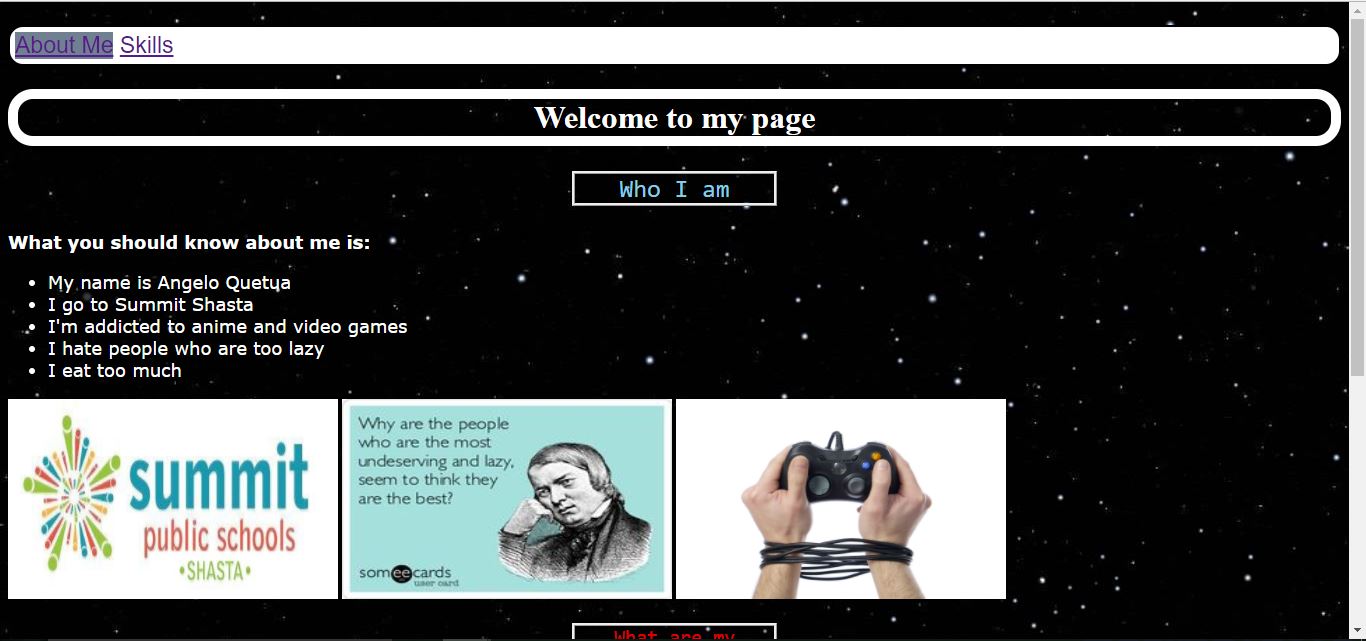 About Me Skills
Welcome to my page
Who I am
What you should know about me is:
My name is Angelo Quetua
I go to Summit Shasta
I'm addicted to anime and video games
I hate people who are too lazy
I eat too much
summit
public schools
•SHASTA•
Why are the people
who are the most
undeserving and lazy,
seem to think they
are the best?
someecards
user card
What are my